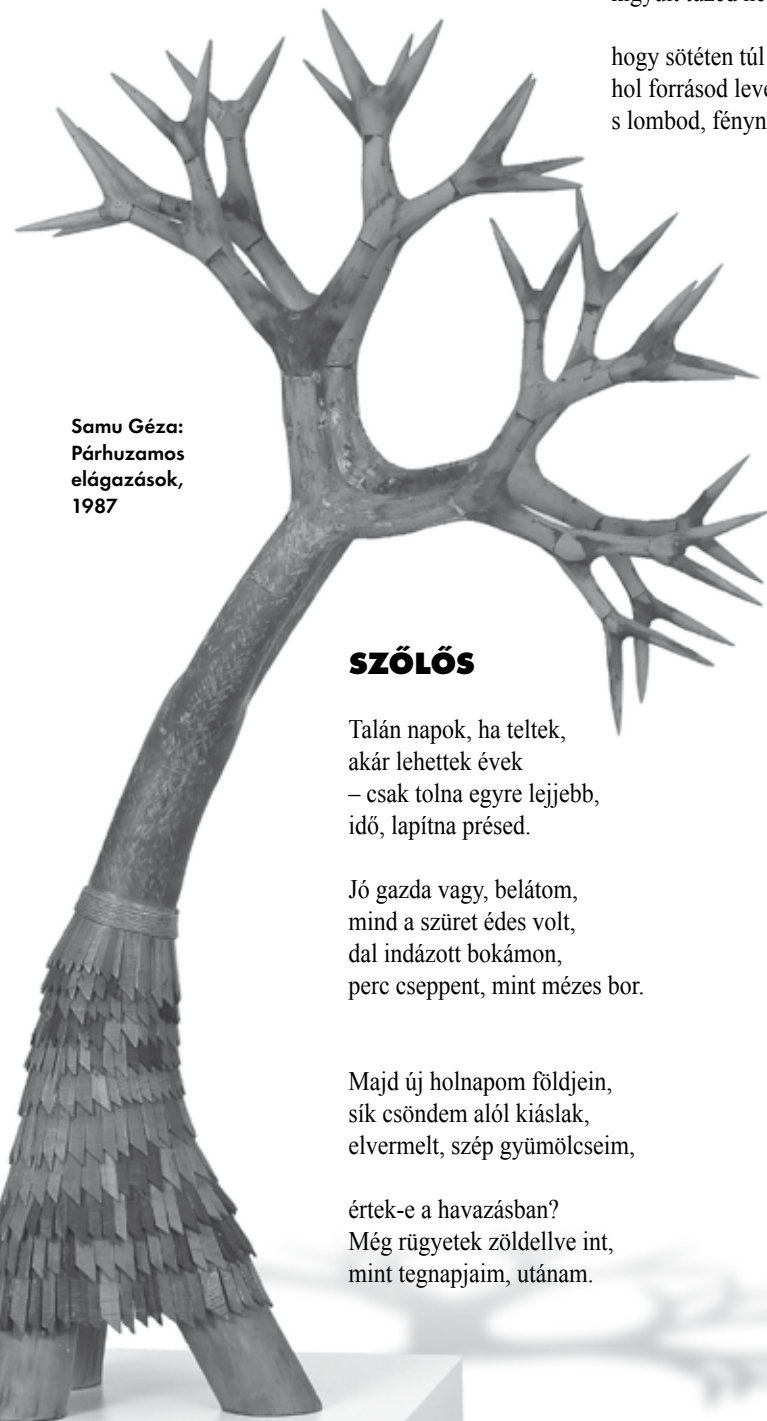 hogy sötéten túl
hol forrásod
s lombod,
Samu Géza:
Párhuzamos
elágazások,
1987
SZŐLŐS
Talán napok, ha teltek,
akár lehettek évek
– csak tolna egyre lejjebb,
idő, lapítna présed.
Jó gazda vagy, belátom,
mind a szüret édes volt,
dal indázott bokámon,
perc cseppent, mint mézes bor.
Majd új holnapom földjein,
sík csöndem alól kiáslak,
elvermelt, szép gyümölcseim,
értek-e a havazásban?
Még rügyetek zöldellve int,
mint tegnapjaim, utánam.